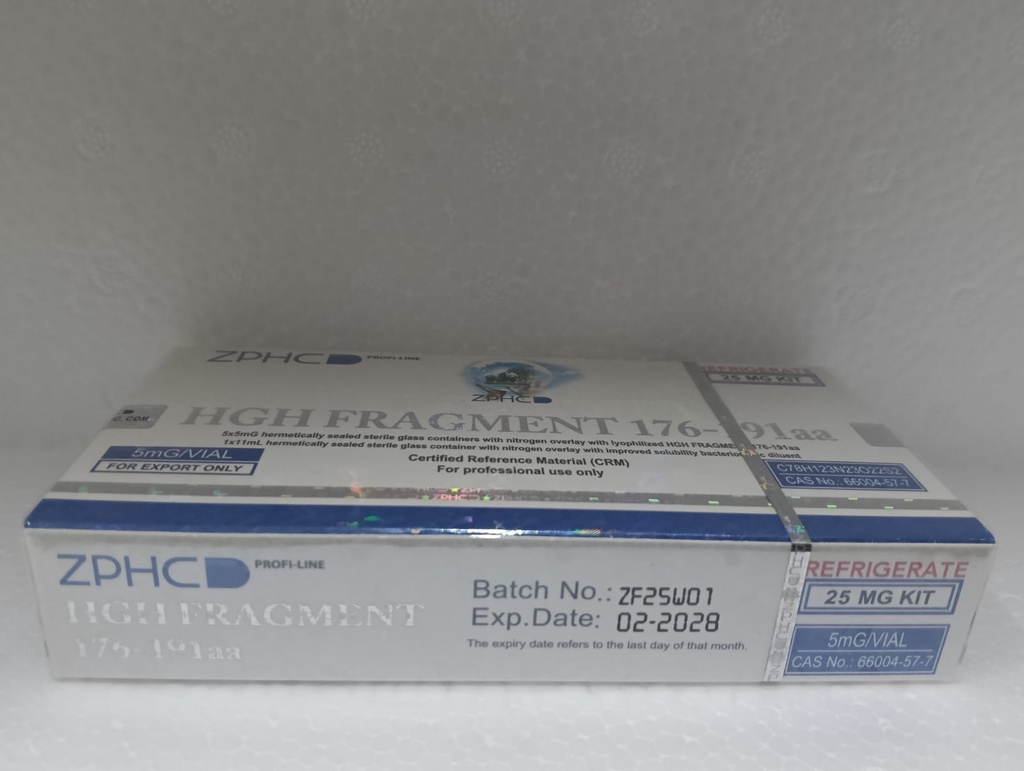 ZPHC PROFI-LINE
ZPHC
REFRIGERATE
25 MG KIT
HGH FRAGMENT 176-191aa
5x5mG hermetically sealed sterile glass containers with nitrogen overlay with lyophilized HGH FRAGME 176-191aa
1x11mL hermetically sealed sterile glass container with nitrogen overlay with improved solubility diluent
Certified Reference Material (CRM)
For professional use only
5mG/VIAL
FOR EXPORT ONLY
C78H123N23O22S2
CAS No.: 66004-57-7
ZPHC
ZPHC PROFI-LINE
HGH FRAGMENT
176-191aa
Batch No.: ZF25W01
Exp.Date: 02-2028
The expiry date refers to the last day of that month.
REFRIGERATE
25 MG KIT
5mG/VIAL
CAS No.: 66004-57-7